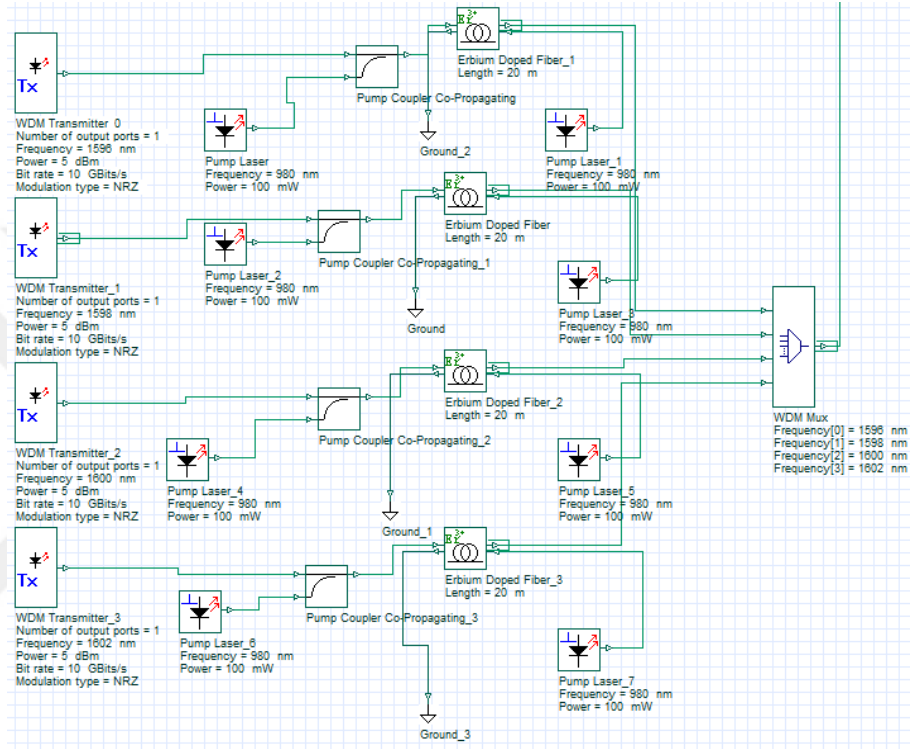 Er 3+
Erbium Doped Fiber_1
Length = 20 m
Tx
Pump Coupler Co-Propagating
WDM Transmitter_0
Number of output ports = 1
Frequency = 1596 nm
Power = 5 dBm
Bit rate = 10 GBits/s
Modulation type = NRZ
Pump Laser
Frequency = 980 nm
Power = 100 mW
Ground_2
Pump Laser_1
Frequency = 980 nm
Power = 100 mW
Er 3+
Erbium Doped Fiber
Length = 20 m
Tx
Pump Coupler Co-Propagating_1
WDM Transmitter_1
Number of output ports = 1
Frequency = 1598 nm
Power = 5 dBm
Bit rate = 10 GBits/s
Modulation type = NRZ
Pump Laser_2
Frequency = 980 nm
Power = 100 mW
Ground
Pump Laser_3
Frequency = 980 nm
Power = 100 mW
Er 3+
Erbium Doped Fiber_2
Length = 20 m
WDM Mux
Frequency[0] = 1596 nm
Frequency[1] = 1598 nm
Frequency[2] = 1600 nm
Frequency[3] = 1602 nm
Tx
Pump Coupler Co-Propagating_2
WDM Transmitter_2
Number of output ports = 1
Frequency = 1600 nm
Power = 5 dBm
Bit rate = 10 GBits/s
Modulation type = NRZ
Pump Laser_4
Frequency = 980 nm
Power = 100 mW
Ground_1
Pump Laser_5
Frequency = 980 nm
Power = 100 mW
Er 3+
Erbium Doped Fiber_3
Length = 20 m
Tx
Pump Coupler Co-Propagating_3
WDM Transmitter_3
Number of output ports = 1
Frequency = 1602 nm
Power = 5 dBm
Bit rate = 10 GBits/s
Modulation type = NRZ
Pump Laser_6
Frequency = 980 nm
Power = 100 mW
Pump Laser_7
Frequency = 980 nm
Power = 100 mW
Ground_3